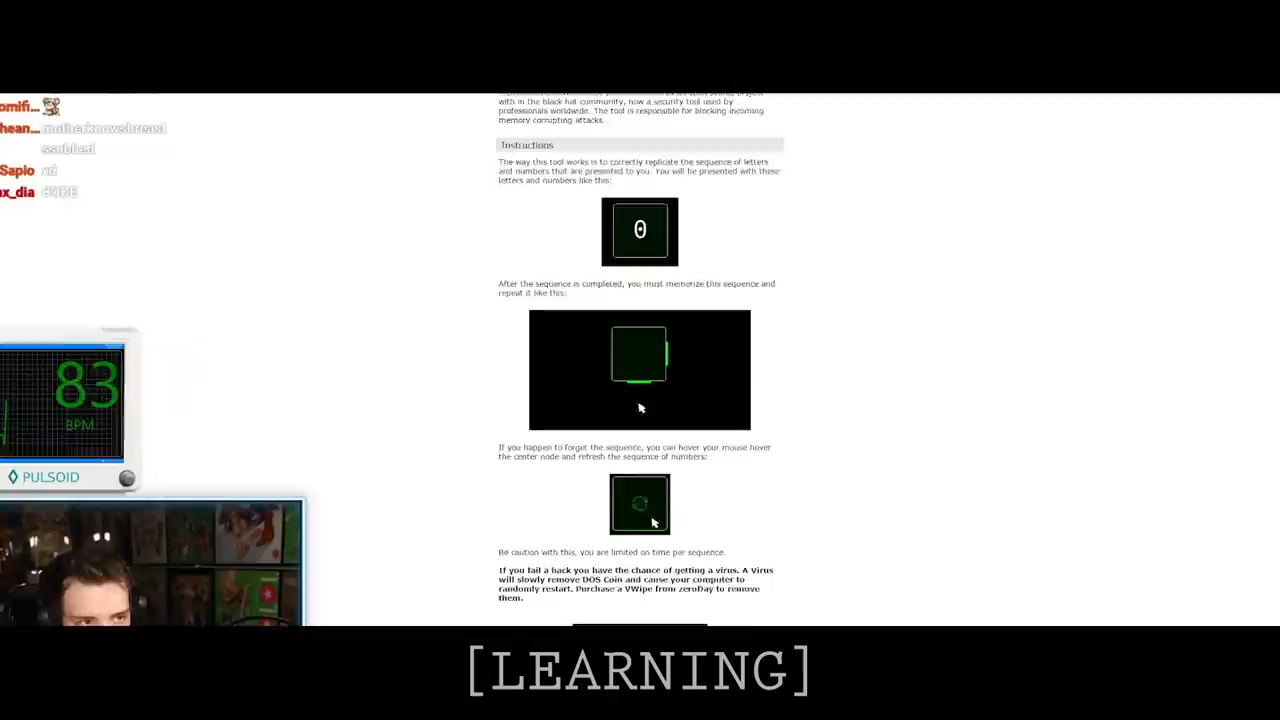 with in the black hat community, now a security tool used by
professionals worldwide. The tool is responsible for blocking incoming
memory corrupting attacks.
omifi...
hean... motherknowsbreast
ssubbed
Sapio xd
ax_dia
Instructions
The way this tool works is to correctly replicate the sequence of letters
and numbers that are presented to you. You will be presented with these
letters and numbers like this:
0
After the sequence is completed, you must memorize this sequence and
repeat it like this:
83
BPM
PULSOID
If you happen to forget the sequence, you can hover your mouse hover
the center node and refresh the sequence of numbers:
Be caution with this, you are limited on time per sequence.
If you fail a hack you have the chance of getting a virus. A Virus
will slowly remove DOS Coin and cause your computer to
randomly restart. Purchase a VWipe from zeroDay to remove
them.
[LEARNING]